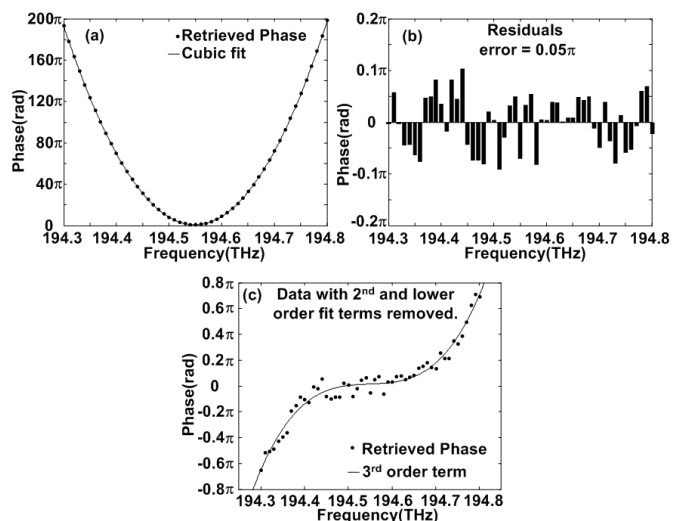 200π
160π
120π
80π
40π
0
Phase(rad)
(a)
Retrieved Phase
Cubic fit
194.3 194.4 194.5 194.6 194.7 194.8
Frequency(THz)
0.2π
0.1π
0
-0.1π
-0.2π
Phase(rad)
(b)
Residuals
error = 0.05π
194.3 194.4 194.5 194.6 194.7 194.8
Frequency(THz)
0.8π
0.6π
0.4π
0.2π
0
-0.2π
-0.4π
-0.6π
-0.8π
Phase(rad)
(c)
Data with 2nd and lower
order fit terms removed.
Retrieved Phase
3rd order term
194.3 194.4 194.5 194.6 194.7 194.8
Frequency(THz)